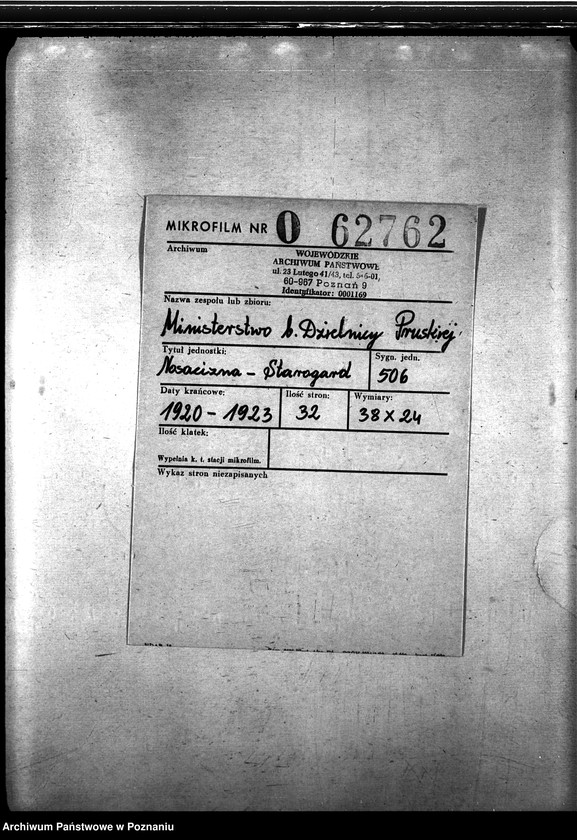 MIKROFILM NR O 62762
Archiwum
WOJEWÓDZKIE
ARCHIWUM PAŃSTWOWE
ul. 23 Lutego 41/43, tel. 5-6-01,
60-967 Poznań 9
Identyfikator: 0001169
Nazwa zespołu lub zbioru:
Ministerstwo b. Dzielnicy Pruskiej
Tytuł jednostki:
Sygn. jedn.
Nosacizna - Starogard
506
Daty krańcowe:
Ilość stron:
Wymiary:
1920 - 1923
32
38 x 24
Ilość klatek:
Wypełnia k. t. stacji mikrofilm.
Wykaz stron niezapisanych
Archiwum Państwowe w Poznaniu